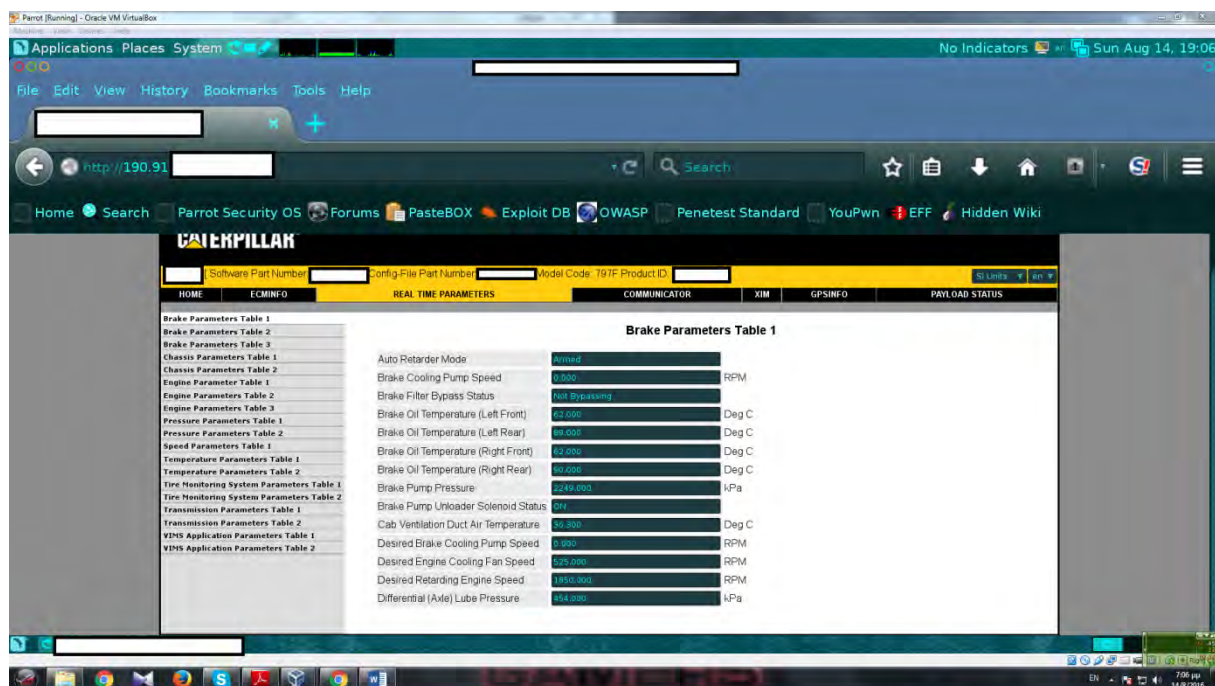 Parrot [Running] - Oracle VM VirtualBox
Applications Places System
No Indicators
Sun Aug 14, 19:06
File Edit View History Bookmarks Tools Help
http://190.91
Search
Home Search Parrot Security OS Forums PasteBOX Exploit DB OWASP Penetest Standard YouPwn EFF Hidden Wiki
CATERPILLAR
Software Part Number Config-File Part Number Model Code: 797F Product ID:
SI Units en
HOME ECMINFO REAL TIME PARAMETERS COMMUNICATOR XIM GPSINFO PAYLOAD STATUS
Brake Parameters Table 1
Brake Parameters Table 2
Brake Parameters Table 3
Chassis Parameters Table 1
Chassis Parameters Table 2
Engine Parameter Table 1
Engine Parameters Table 2
Engine Parameters Table 3
Pressure Parameters Table 1
Pressure Parameters Table 2
Speed Parameters Table 1
Temperature Parameters Table 1
Temperature Parameters Table 2
Tire Monitoring System Parameters Table 1
Tire Monitoring System Parameters Table 2
Transmission Parameters Table 1
Transmission Parameters Table 2
VIMS Application Parameters Table 1
VIMS Application Parameters Table 2
Brake Parameters Table 1
Auto Retarder Mode Armed
Brake Cooling Pump Speed 0.000 RPM
Brake Filter Bypass Status Not Bypassing
Brake Oil Temperature (Left Front) 62.000 Deg C
Brake Oil Temperature (Left Rear) 89.000 Deg C
Brake Oil Temperature (Right Front) 62.000 Deg C
Brake Oil Temperature (Right Rear) 90.000 Deg C
Brake Pump Pressure 2249.000 kPa
Brake Pump Unloader Solenoid Status ON
Cab Ventilation Duct Air Temperature 36.300 Deg C
Desired Brake Cooling Pump Speed 0.000 RPM
Desired Engine Cooling Fan Speed 525.000 RPM
Desired Retarding Engine Speed 1950.000 RPM
Differential (Axle) Lube Pressure 454.000 kPa
EN
7:06 μμ
14/8/2016